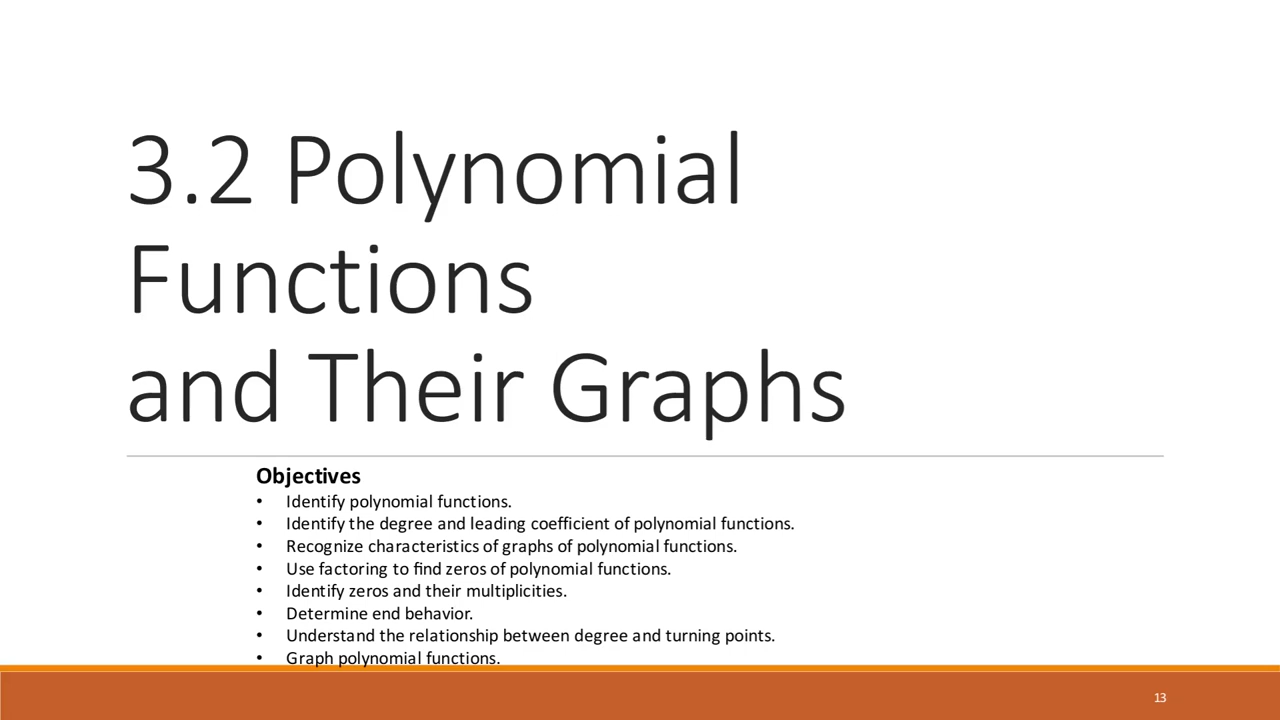 3.2 Polynomial
Functions
and Their Graphs
Objectives
• Identify polynomial functions.
• Identify the degree and leading coefficient of polynomial functions.
• Recognize characteristics of graphs of polynomial functions.
• Use factoring to find zeros of polynomial functions.
• Identify zeros and their multiplicities.
• Determine end behavior.
• Understand the relationship between degree and turning points.
• Graph polynomial functions.
13